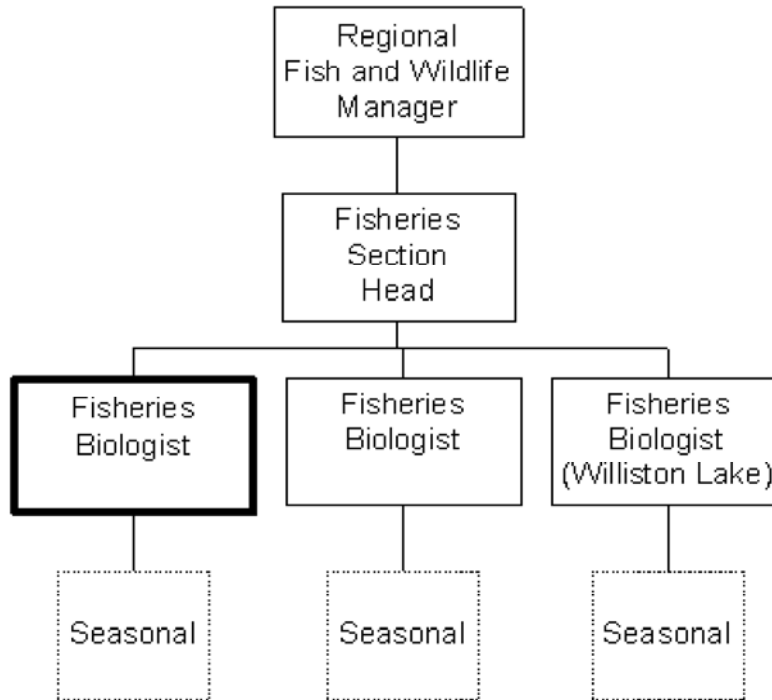 Regional
Fish and Wildlife
Manager
Fisheries
Section
Head
Fisheries
Biologist
Fisheries
Biologist
Fisheries
Biologist
(Williston Lake)
Seasonal
Seasonal
Seasonal